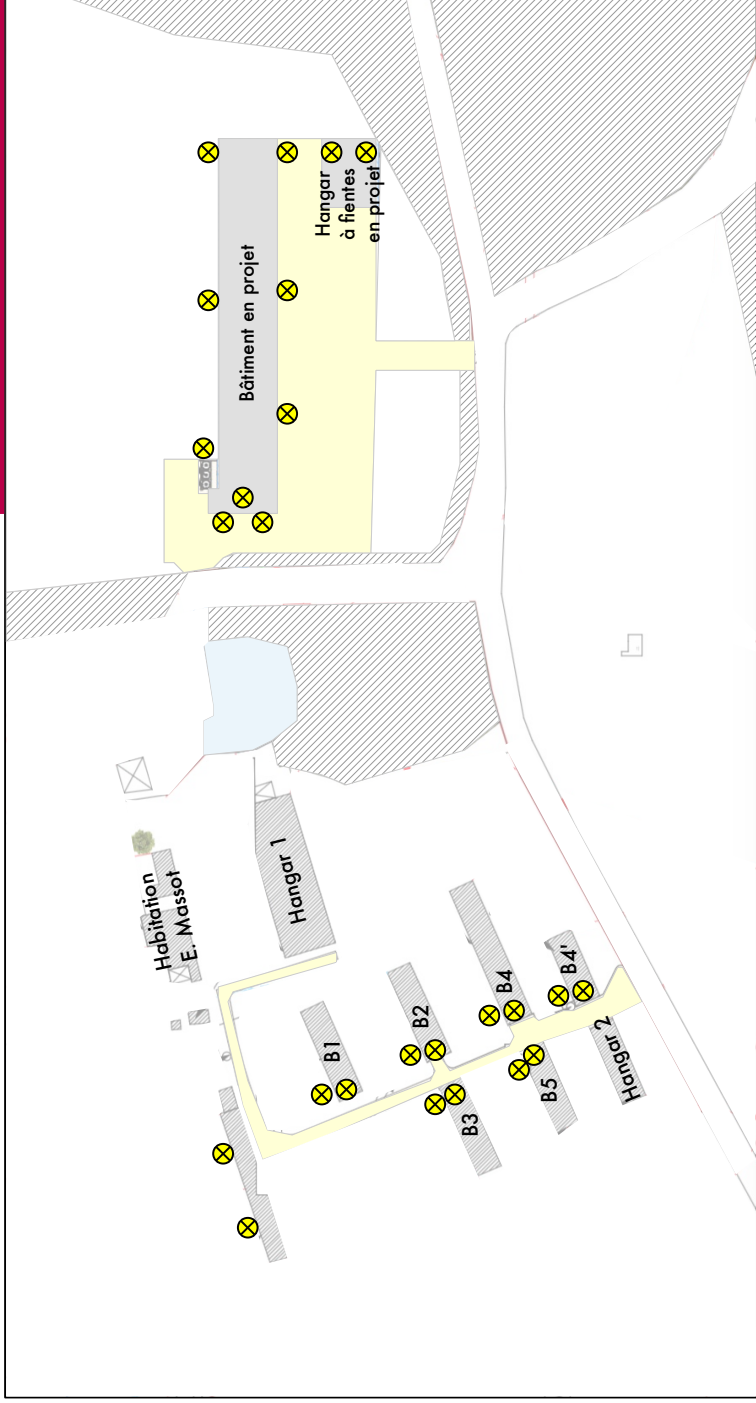 Hangar
à fientes
en projet
Bâtiment en projet
Habitation
E. Massot
Hangar 1
B1
B2
B3
B4
B4'
B5
Hangar 2